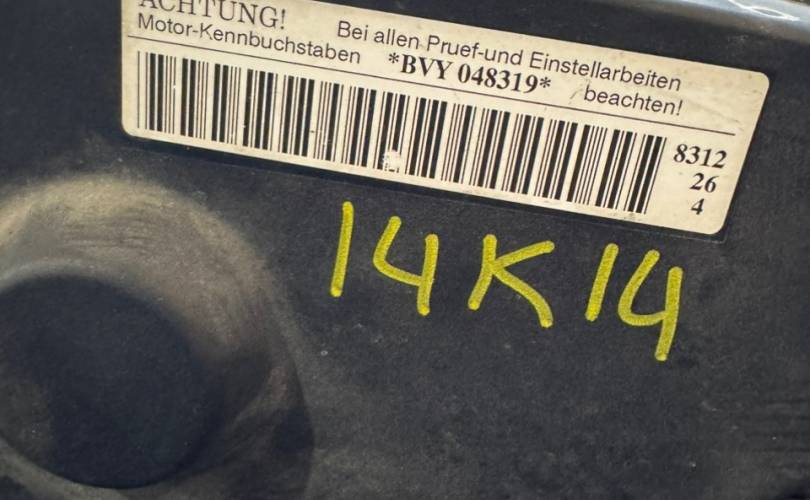 ACHTUNG! Bei allen Pruef-und Einstellarbeiten
Motor-Kennbuchstaben *BVY 048319* beachten!
8312
26
4
14K14